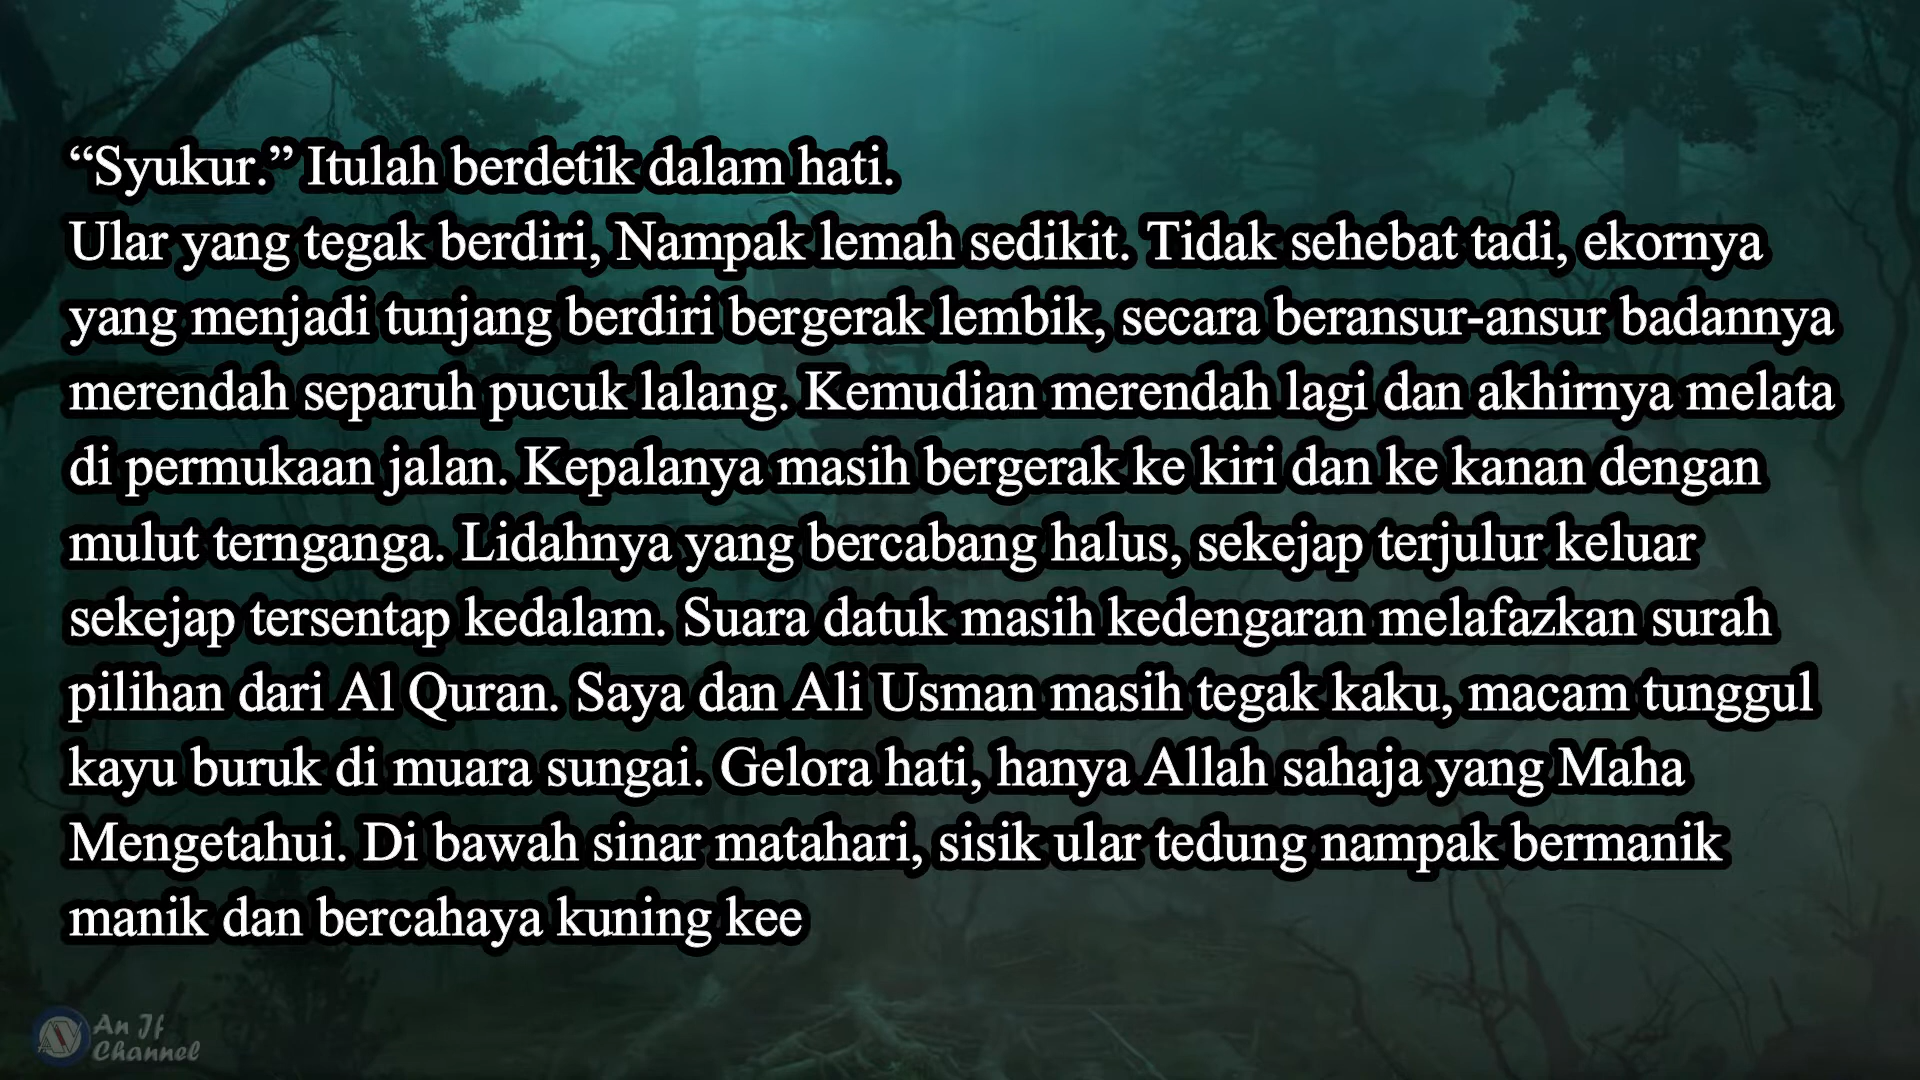 “Syukur.” Itulah berdetik dalam hati.
Ular yang tegak berdiri, Nampak lemah sedikit. Tidak sehebat tadi, ekornya
yang menjadi tunjang berdiri bergerak lembik, secara beransur-ansur badannya
merendah separuh pucuk lalang. Kemudian merendah lagi dan akhirnya melata
di permukaan jalan. Kepalanya masih bergerak ke kiri dan ke kanan dengan
mulut ternganga. Lidahnya yang bercabang halus, sekejap terjulur keluar
sekejap tersentap kedalam. Suara datuk masih kedengaran melafazkan surah
pilihan dari Al Quran. Saya dan Ali Usman masih tegak kaku, macam tunggul
kayu buruk di muara sungai. Gelora hati, hanya Allah sahaja yang Maha
Mengetahui. Di bawah sinar matahari, sisik ular tedung nampak bermanik
manik dan bercahaya kuning kee
An If
Channel